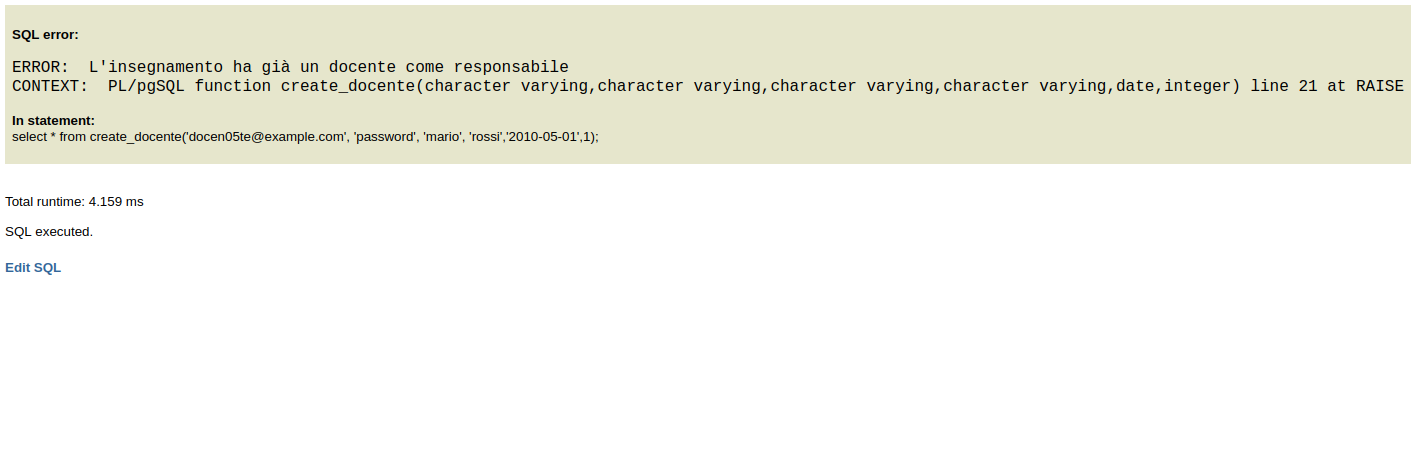 SQL error:
ERROR:  L'insegnamento ha già un docente come responsabile
CONTEXT:  PL/pgSQL function create_docente(character varying,character varying,character varying,character varying,date,integer) line 21 at RAISE
In statement:
select * from create_docente('docen05te@example.com', 'password', 'mario', 'rossi','2010-05-01',1);
Total runtime: 4.159 ms
SQL executed.
Edit SQL